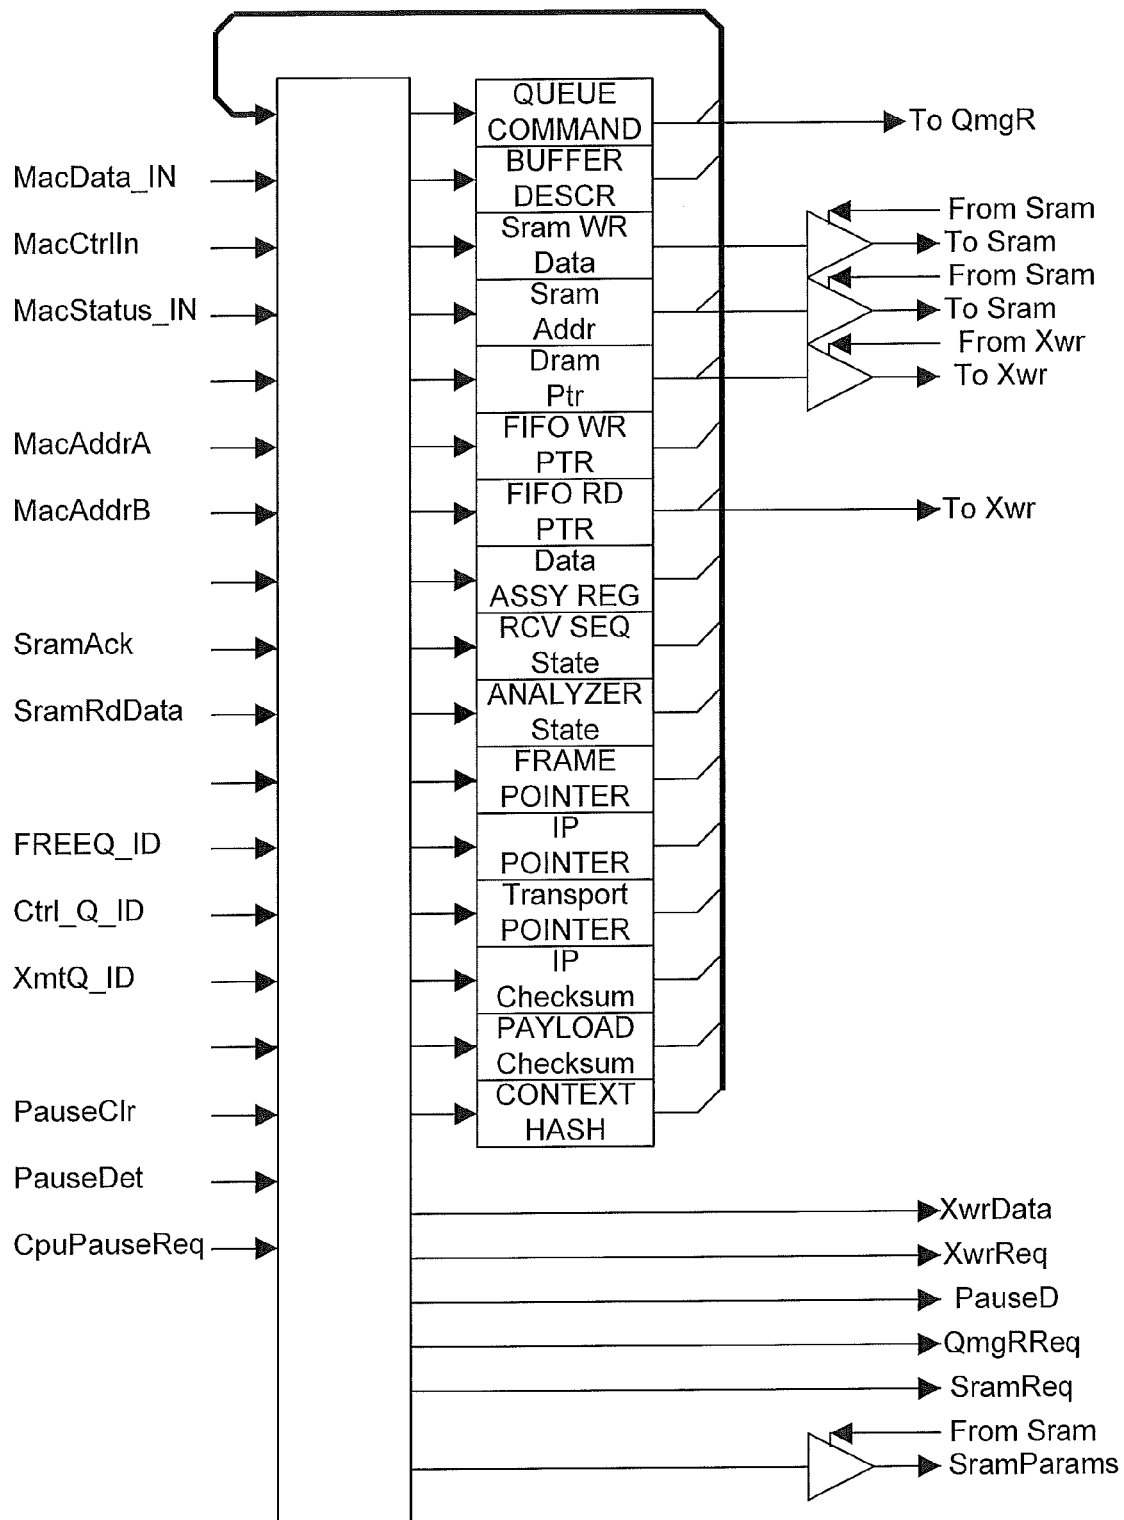 QUEUE
COMMAND
To QmgR
MacData_IN
BUFFER
DESCR
From Sram
MacCtrlIn
Sram WR
Data
To Sram
From Sram
MacStatus_IN
Sram
Addr
To Sram
From Xwr
Dram
Ptr
To Xwr
MacAddrA
FIFO WR
PTR
MacAddrB
FIFO RD
PTR
To Xwr
Data
ASSY REG
SramAck
RCV SEQ
State
SramRdData
ANALYZER
State
FRAME
POINTER
FREEQ_ID
IP
POINTER
Ctrl_Q_ID
Transport
POINTER
XmtQ_ID
IP
Checksum
PAYLOAD
Checksum
PauseClr
CONTEXT
HASH
PauseDet
XwrData
CpuPauseReq
XwrReq
PauseD
QmgRReq
SramReq
From Sram
SramParams